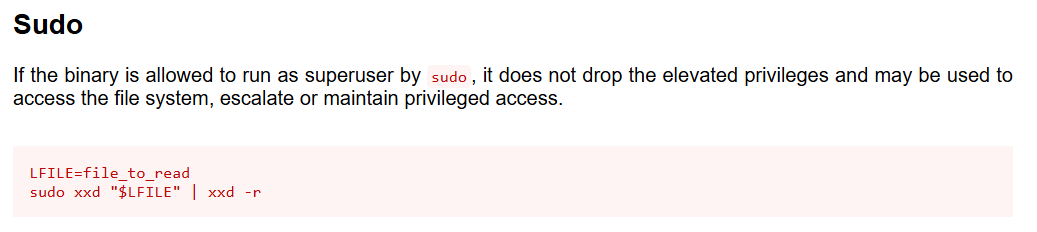 Sudo
If the binary is allowed to run as superuser by sudo, it does not drop the elevated privileges and may be used to
access the file system, escalate or maintain privileged access.
LFILE=file_to_read
sudo xxd "$LFILE" | xxd -r